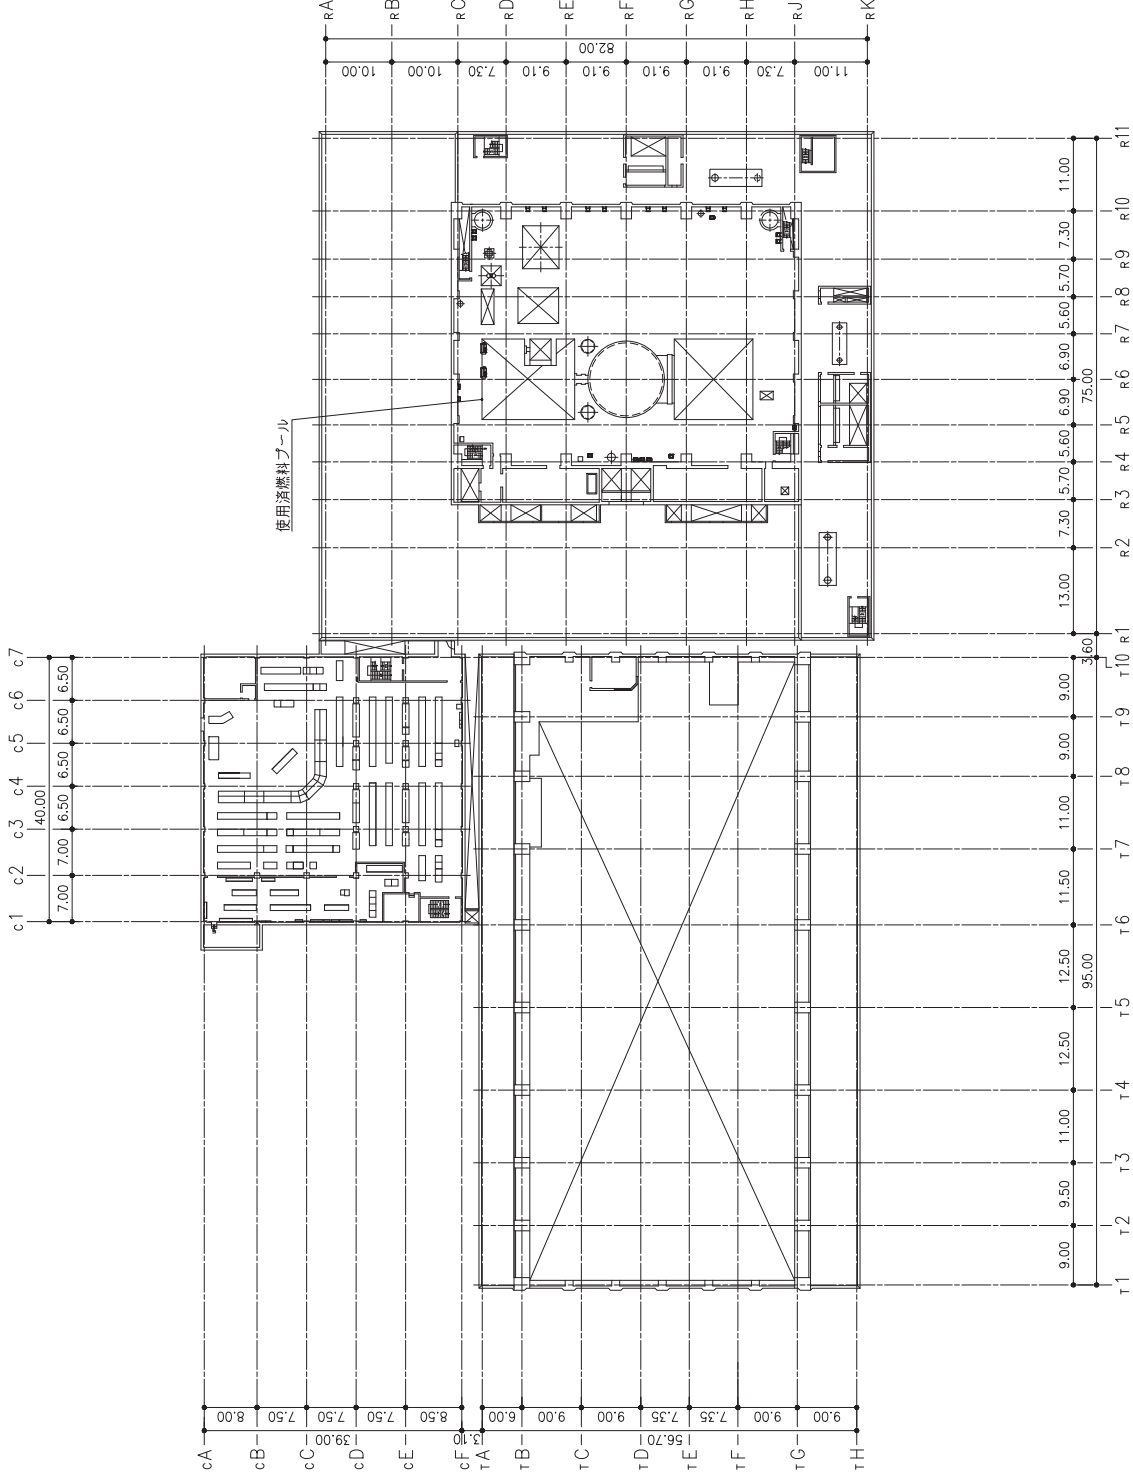 RA RB RC RD RE RF RG RH RJ RK
82.00
10.00 10.00 7.30 9.10 9.10 9.10 9.10 7.30 11.00
使用済燃料プール
R11 R10 R9 R8 R7 R6 R5 R4 R3 R2 R1
11.00 7.30 5.70 5.60 6.90 6.90 5.60 5.70 7.30 13.00
75.00
3.60
C7 C6 C5 C4 C3 C2 C1
40.00
6.50 6.50 6.50 6.50 7.00 7.00
T10 T9 T8 T7 T6 T5 T4 T3 T2 T1
9.00 9.00 11.00 11.50 12.50 12.50 11.00 9.50 9.00
95.00
8.00 7.50 7.50 7.50 8.50 6.00 9.00 9.00 7.35 7.35 9.00 9.00
39.00 3.10 56.70
CA CB CC CD CE CF TA TB TC TD TE TF TG TH